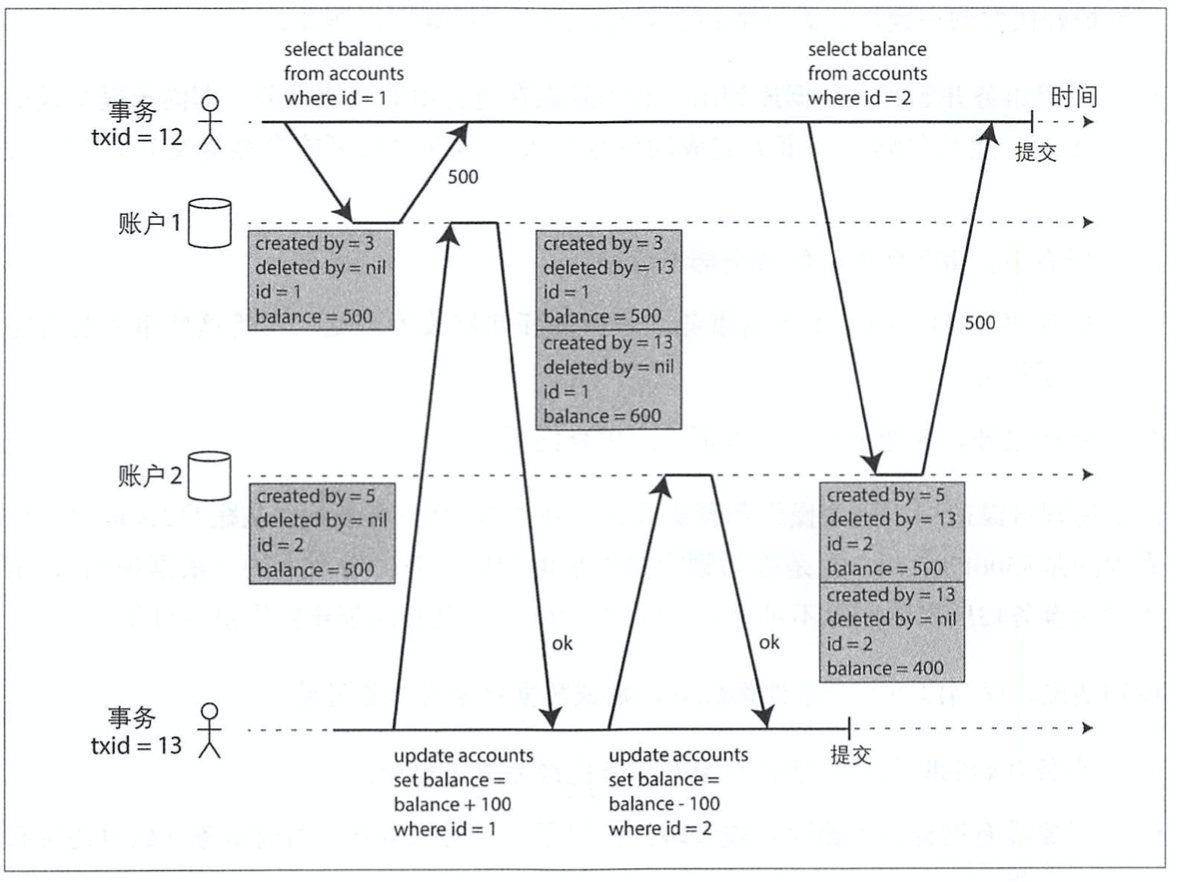 select balance
from accounts
where id = 1
select balance
from accounts
where id = 2
时间
事务
txid = 12
提交
500
账户1
created by = 3
deleted by = nil
id = 1
balance = 500
created by = 3
deleted by = 13
id = 1
balance = 500
created by = 13
deleted by = nil
id = 1
balance = 600
500
账户2
created by = 5
deleted by = nil
id = 2
balance = 500
created by = 5
deleted by = 13
id = 2
balance = 500
created by = 13
deleted by = nil
id = 2
balance = 400
ok
ok
事务
txid = 13
提交
update accounts
set balance =
balance + 100
where id = 1
update accounts
set balance =
balance - 100
where id = 2